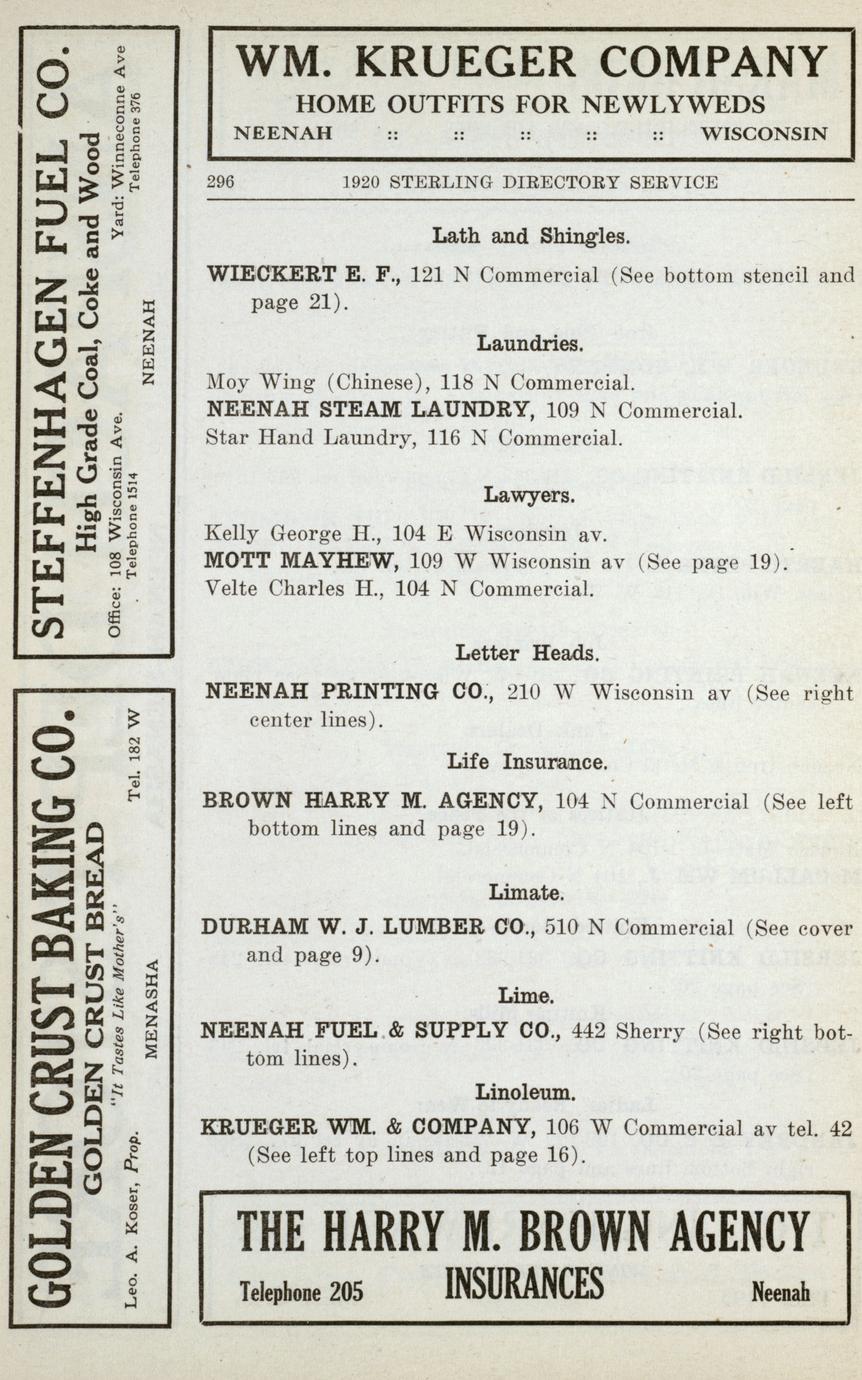 WM. KRUEGER COMPANY
HOME OUTFITS FOR NEWLYWEDS
NEENAH :: :: :: :: :: WISCONSIN
296 1920 STERLING DIRECTORY SERVICE
Lath and Shingles.
WIECKERT E. F., 121 N Commercial (See bottom stencil and
page 21).
Laundries.
Moy Wing (Chinese), 118 N Commercial.
NEENAH STEAM LAUNDRY, 109 N Commercial.
Star Hand Laundry, 116 N Commercial.
Lawyers.
Kelly George H., 104 E Wisconsin av.
MOTT MAYHEW, 109 W Wisconsin av (See page 19).
Velte Charles H., 104 N Commercial.
Letter Heads.
NEENAH PRINTING CO., 210 W Wisconsin av (See right
center lines).
Life Insurance.
BROWN HARRY M. AGENCY, 104 N Commercial (See left
bottom lines and page 19).
Limate.
DURHAM W. J. LUMBER CO., 510 N Commercial (See cover
and page 9).
Lime.
NEENAH FUEL & SUPPLY CO., 442 Sherry (See right bot-
tom lines).
Linoleum.
KRUEGER WM. & COMPANY, 106 W Commercial av tel. 42
(See left top lines and page 16).
THE HARRY M. BROWN AGENCY
Telephone 205 INSURANCES Neenah
STEFFENHAGEN FUEL CO.
High Grade Coal, Coke and Wood
Office: 108 Wisconsin Ave. Yard: Winneconne Ave
Telephone 1514 Telephone 376
NEENAH
GOLDEN CRUST BAKING CO.
GOLDEN CRUST BREAD
"It Tastes Like Mother's"
Leo. A. Koser, Prop. Tel. 182 W
MENASHA